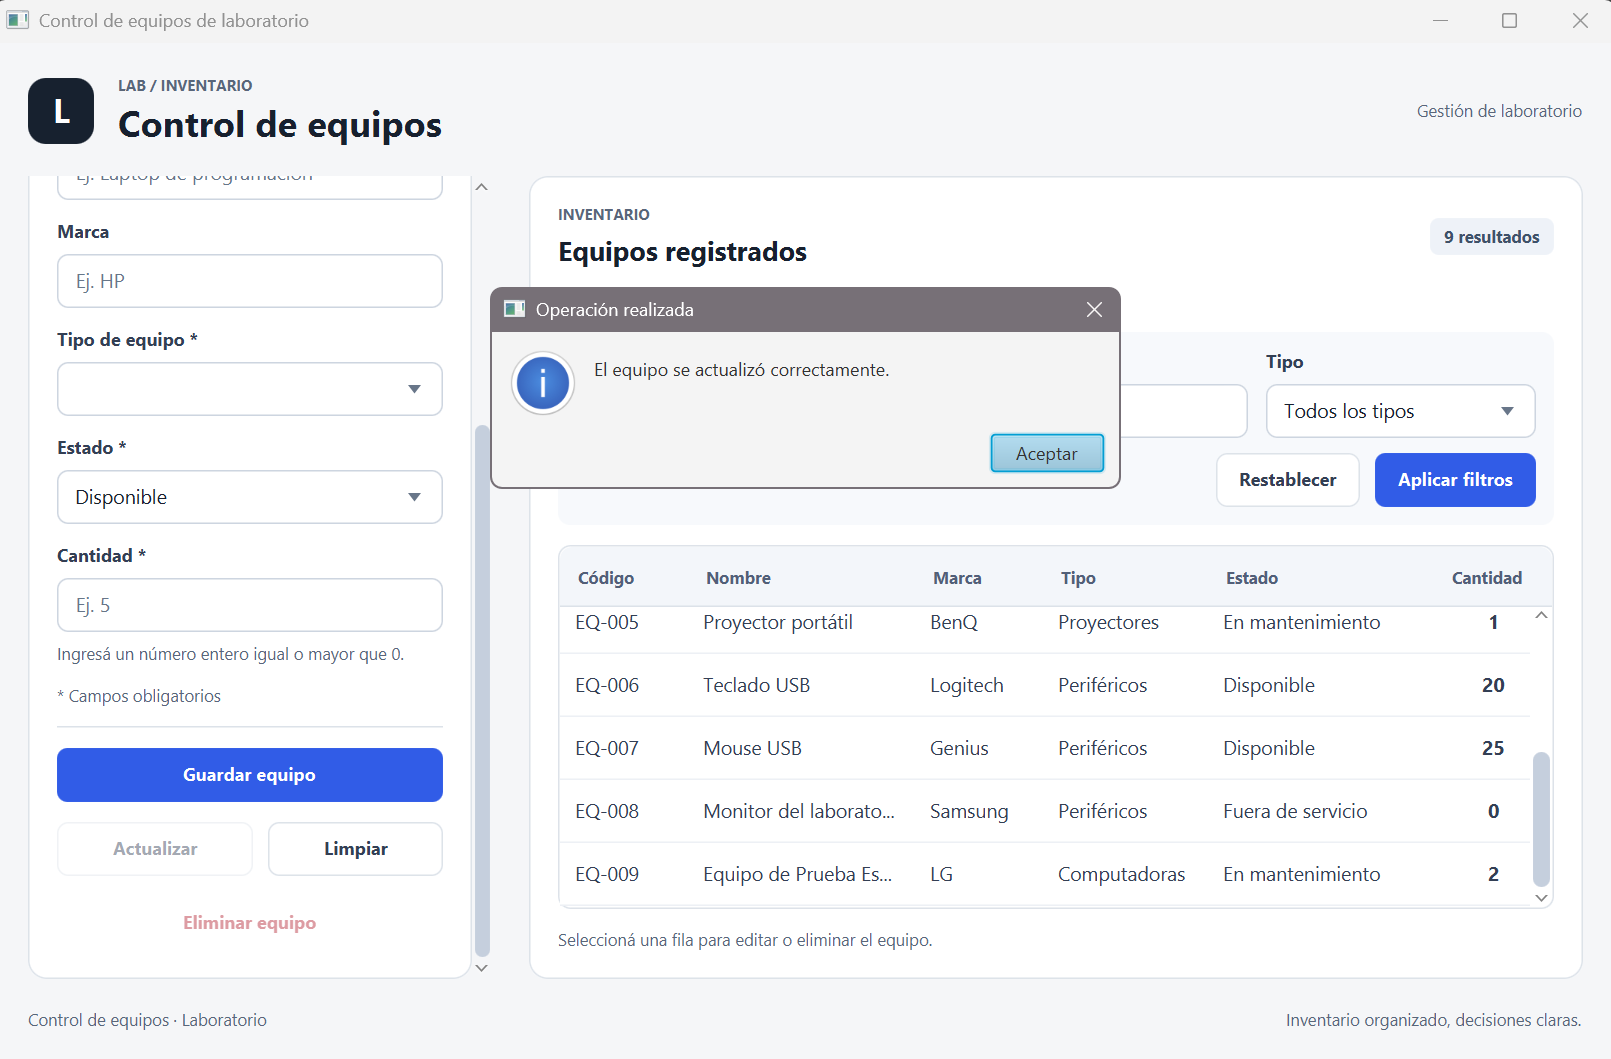 Control de equipos de laboratorio
L
LAB / INVENTARIO
Control de equipos
Gestión de laboratorio
Ej. Laptop de programación
Marca
Ej. HP
Tipo de equipo *
Estado *
Disponible
Cantidad *
Ej. 5
Ingresá un número entero igual o mayor que 0.
* Campos obligatorios
Guardar equipo
Actualizar
Limpiar
Eliminar equipo
INVENTARIO
Equipos registrados
9 resultados
Operación realizada
El equipo se actualizó correctamente.
Aceptar
Tipo
Todos los tipos
Restablecer
Aplicar filtros
Código Nombre Marca Tipo Estado Cantidad
EQ-005 Proyector portátil BenQ Proyectores En mantenimiento 1
EQ-006 Teclado USB Logitech Periféricos Disponible 20
EQ-007 Mouse USB Genius Periféricos Disponible 25
EQ-008 Monitor del laborato... Samsung Periféricos Fuera de servicio 0
EQ-009 Equipo de Prueba Es... LG Computadoras En mantenimiento 2
Seleccioná una fila para editar o eliminar el equipo.
Control de equipos · Laboratorio
Inventario organizado, decisiones claras.